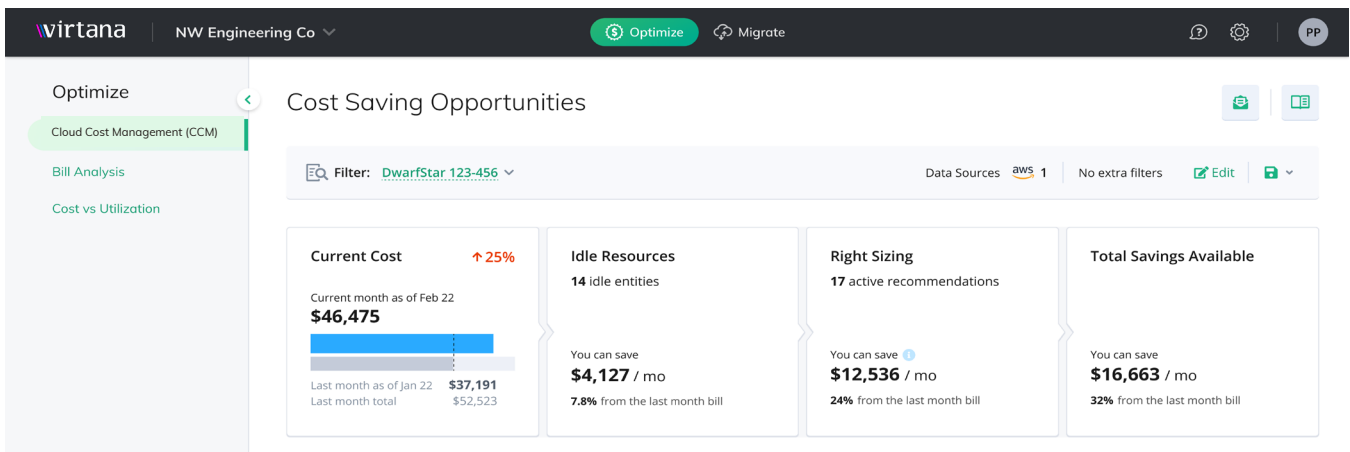 virtana NW Engineering Co Optimize Migrate PP
Optimize
Cloud Cost Management (CCM)
Bill Analysis
Cost vs Utilization
Cost Saving Opportunities
Filter: DwarfStar 123-456 Data Sources aws 1 No extra filters Edit
Current Cost 25%
Current month as of Feb 22
$46,475
Last month as of Jan 22 $37,191
Last month total $52,523
Idle Resources
14 idle entities
You can save
$4,127 / mo
7.8% from the last month bill
Right Sizing
17 active recommendations
You can save
$12,536 / mo
24% from the last month bill
Total Savings Available
You can save
$16,663 / mo
32% from the last month bill